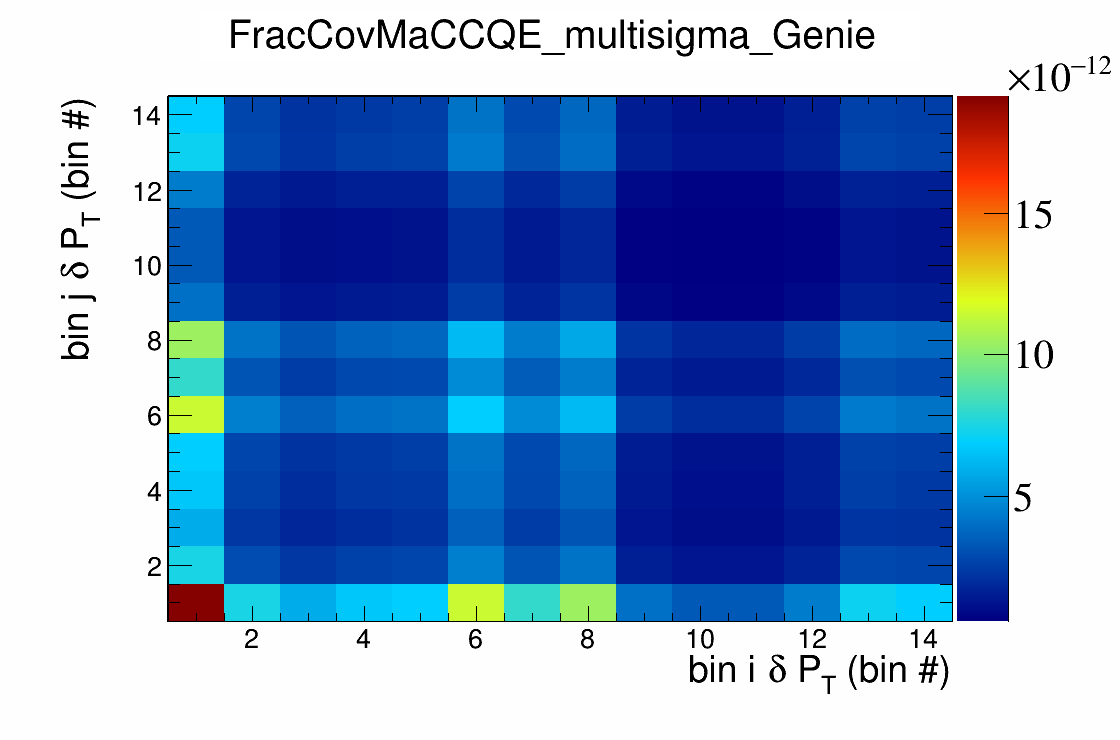 FracCovMaCCQE_multisigma_Genie
×10⁻¹²
bin j δ P_T (bin #)
14
12
10
8
6
4
2
15
10
5
2 4 6 8 10 12 14
bin i δ P_T (bin #)